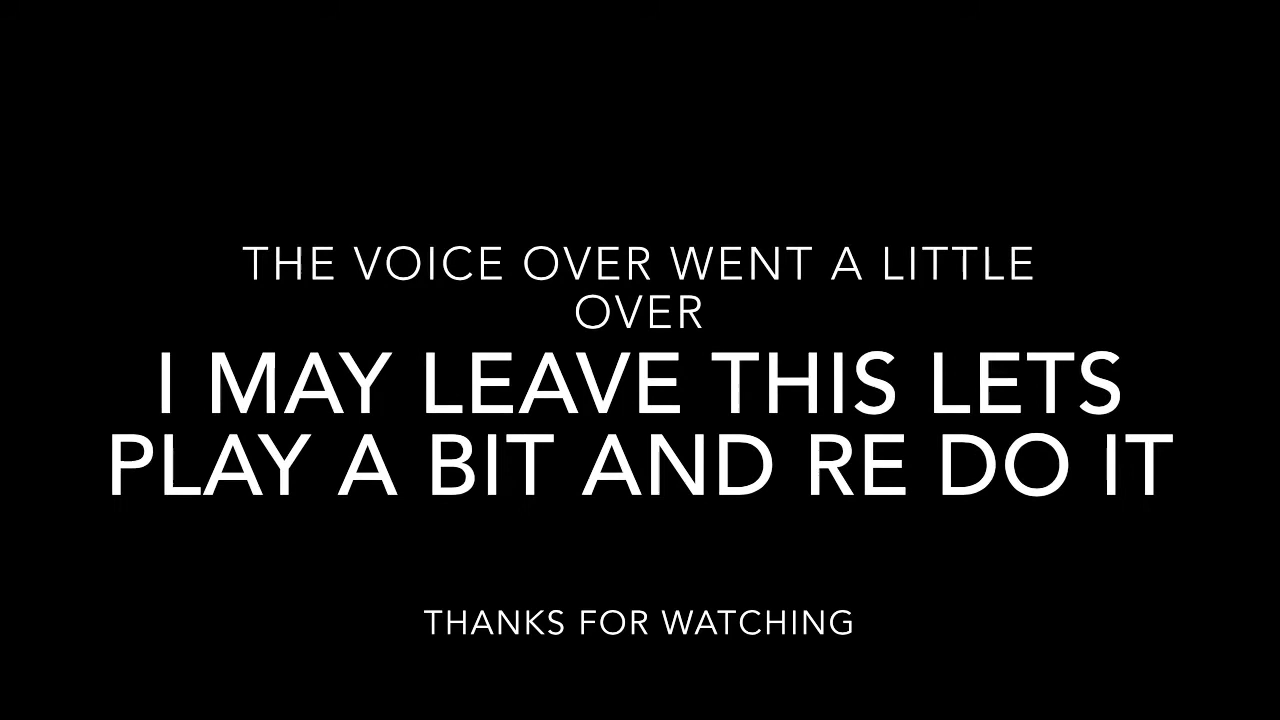 THE VOICE OVER WENT A LITTLE
OVER
I MAY LEAVE THIS LETS
PLAY A BIT AND RE DO IT
THANKS FOR WATCHING